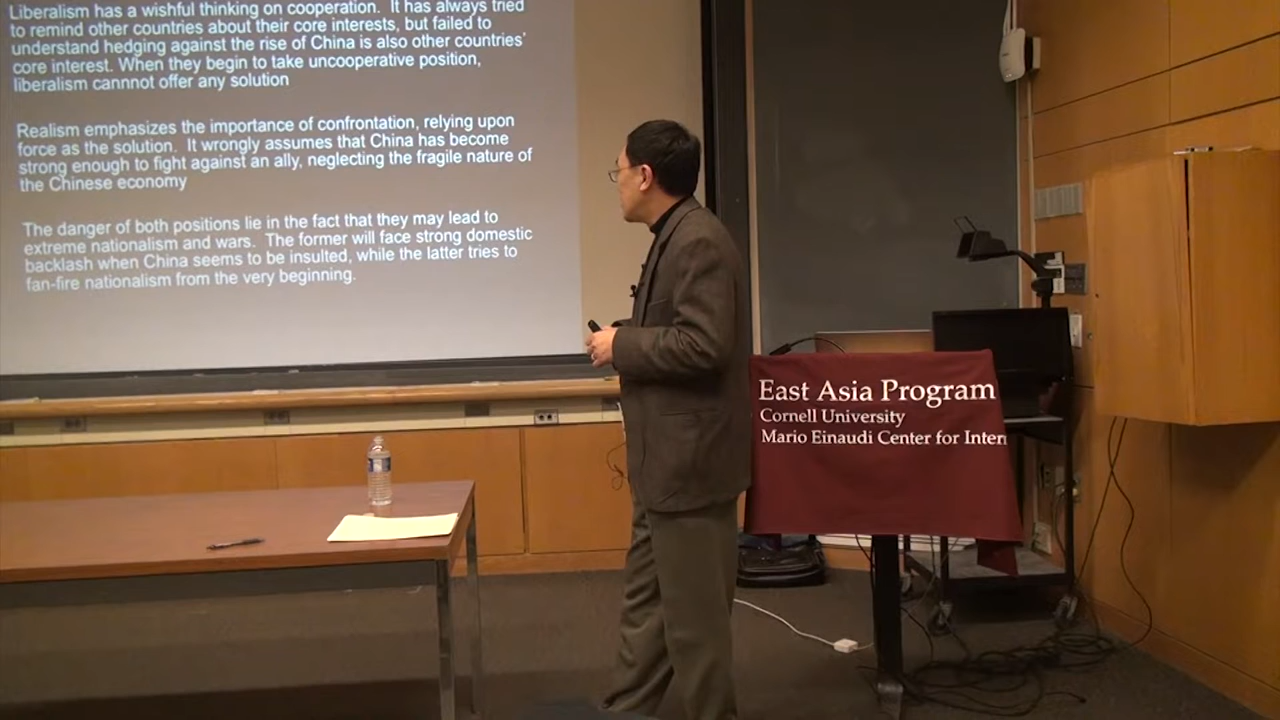 Liberalism has a wishful thinking on cooperation. It has always tried
to remind other countries about their core interests, but failed to
understand hedging against the rise of China is also other countries'
core interest. When they begin to take uncooperative position,
liberalism cannnot offer any solution
Realism emphasizes the importance of confrontation, relying upon
force as the solution. It wrongly assumes that China has become
strong enough to fight against an ally, neglecting the fragile nature of
the Chinese economy
The danger of both positions lie in the fact that they may lead to
extreme nationalism and wars. The former will face strong domestic
backlash when China seems to be insulted, while the latter tries to
fan-fire nationalism from the very beginning.
East Asia Program
Cornell University
Mario Einaudi Center for Intern